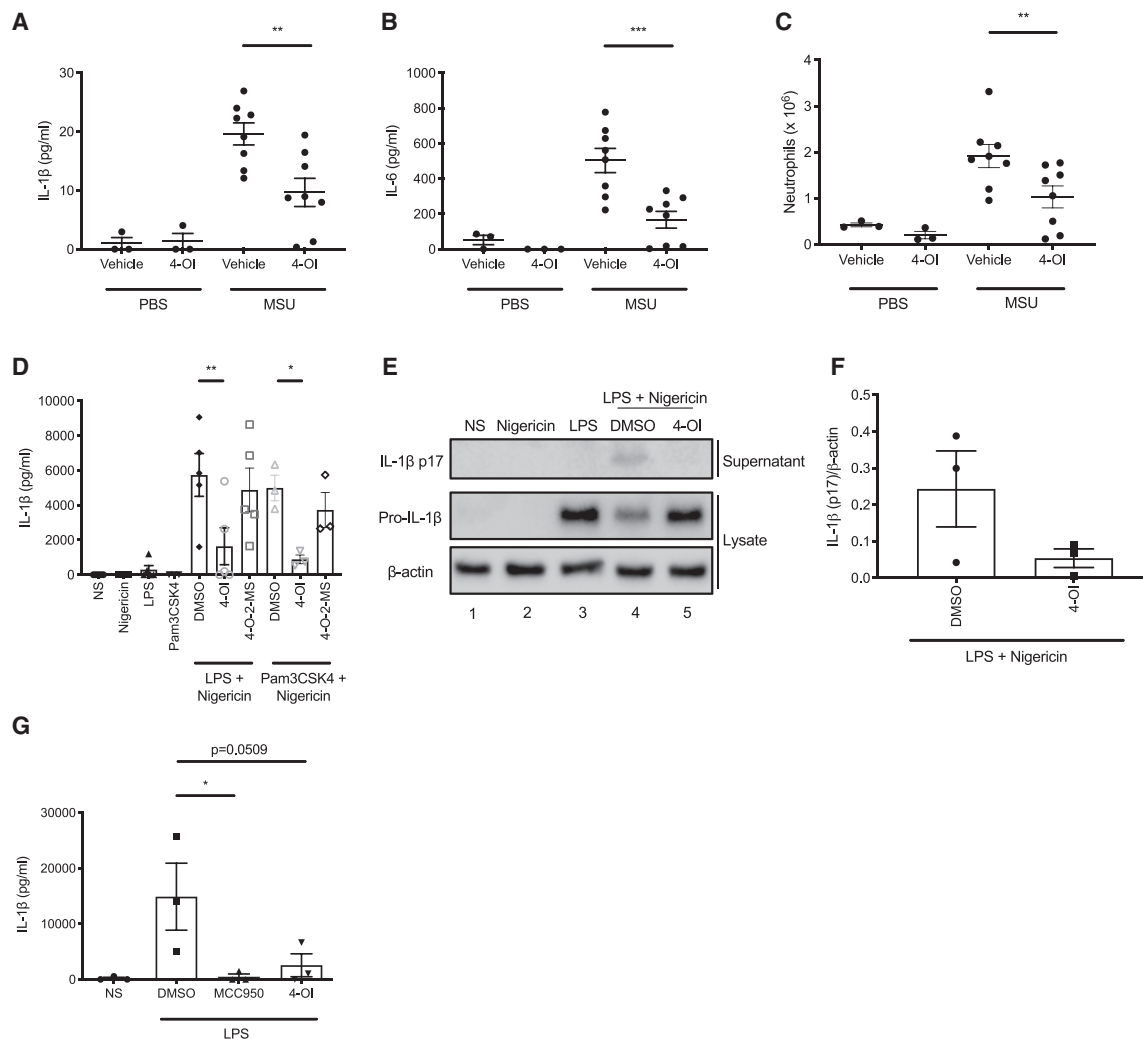 A
**
IL-1β (pg/ml)
30
20
10
0
Vehicle 4-OI Vehicle 4-OI
PBS MSU
B
***
IL-6 (pg/ml)
1000
800
600
400
200
0
Vehicle 4-OI Vehicle 4-OI
PBS MSU
C
**
Neutrophils (x 10⁶)
4
3
2
1
0
Vehicle 4-OI Vehicle 4-OI
PBS MSU
D
** *
IL-1β (pg/ml)
10000
8000
6000
4000
2000
0
NS
Nigericin
LPS
Pam3CSK4
DMSO
4-OI
4-O-2-MS
DMSO
4-OI
4-O-2-MS
LPS + Pam3CSK4 +
Nigericin Nigericin
E
LPS + Nigericin
NS Nigericin LPS DMSO 4-OI
IL-1β p17 Supernatant
Pro-IL-1β
Lysate
β-actin
1 2 3 4 5
F
IL-1β (p17)/β-actin
0.5
0.4
0.3
0.2
0.1
0.0
DMSO
4-OI
LPS + Nigericin
G
p=0.0509
*
IL-1β (pg/ml)
30000
20000
10000
0
NS DMSO MCC950 4-OI
LPS